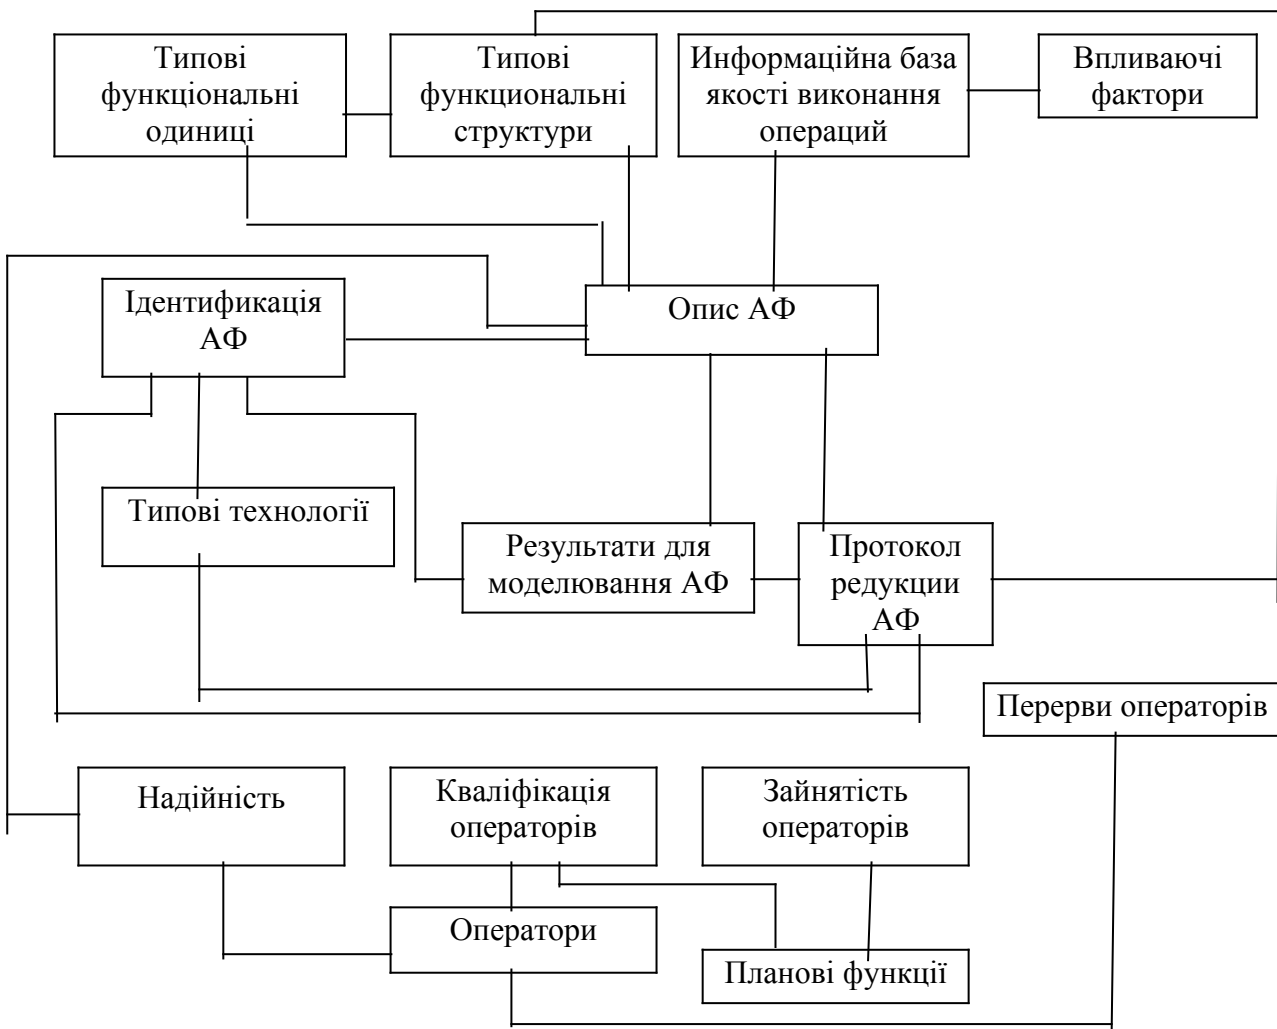 Типові
функціональні
одиниці
Типові
функциональні
структури
Информаційна база
якості виконання
операций
Впливаючі
фактори
Ідентификація
АФ
Опис АФ
Типові технології
Результати для
моделювання АФ
Протокол
редукции
АФ
Перерви операторів
Надійність
Кваліфікація
операторів
Зайнятість
операторів
Оператори
Планові функції